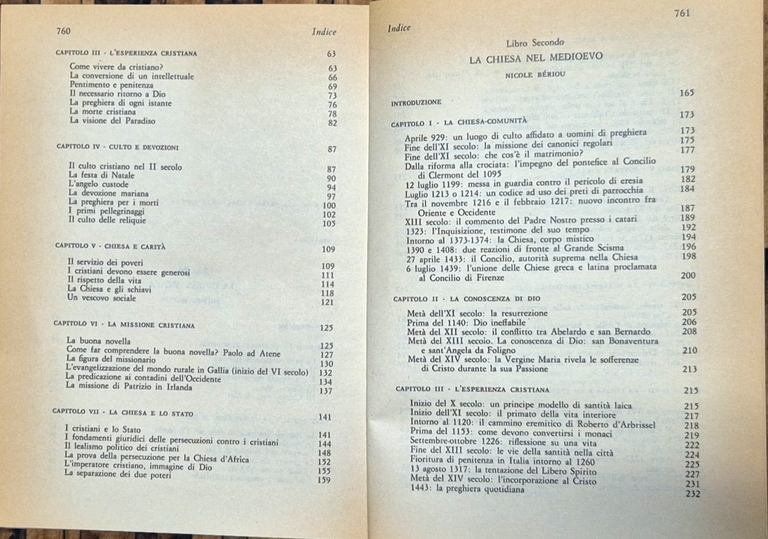 760 Indice
CAPITOLO III - L'ESPERIENZA CRISTIANA 63
Come vivere da cristiano? 63
La conversione di un intellettuale 66
Pentimento e penitenza 69
Il necessario ritorno a Dio 73
La preghiera di ogni istante 76
La morte cristiana 78
La visione del Paradiso 82
CAPITOLO IV - CULTO E DEVOZIONI 87
Il culto cristiano nel II secolo 87
La festa di Natale 90
L'angelo custode 94
La devozione mariana 97
La preghiera per i morti 100
I primi pellegrinaggi 102
Il culto delle reliquie 105
CAPITOLO V - CHIESA E CARITÀ 109
Il servizio dei poveri 109
I cristiani devono essere generosi 111
Il rispetto della vita 114
La Chiesa e gli schiavi 118
Un vescovo sociale 121
CAPITOLO VI - LA MISSIONE CRISTIANA 125
La buona novella 125
Come far comprendere la buona novella? Paolo ad Atene 127
La figura del missionario 130
L'evangelizzazione del mondo rurale in Gallia (inizio del VI secolo) 132
La predicazione ai contadini dell'Occidente 134
La missione di Patrizio in Irlanda 137
CAPITOLO VII - LA CHIESA E LO STATO 141
I cristiani e lo Stato 141
I fondamenti giuridici delle persecuzioni contro i cristiani 144
Il lealismo politico dei cristiani 148
La prova della persecuzione per la Chiesa d'Africa 152
L'imperatore cristiano, immagine di Dio 155
La separazione dei due poteri 159
Indice 761
Libro Secondo
LA CHIESA NEL MEDIOEVO
NICOLE BÉRIOU
INTRODUZIONE 165
CAPITOLO I - LA CHIESA-COMUNITÀ 173
Aprile 929: un luogo di culto affidato a uomini di preghiera 173
Fine dell'XI secolo: la missione dei canonici regolari 175
Fine dell'XI secolo: che cos'è il matrimonio? 177
Dalla riforma alla crociata: l'impegno del pontefice al Concilio
di Clermont del 1095 179
12 luglio 1199: messa in guardia contro il pericolo di eresia 182
Luglio 1213 o 1214: un codice ad uso dei preti di parrocchia 184
Tra il novembre 1216 e il febbraio 1217: nuovo incontro fra
Oriente e Occidente 187
XIII secolo: il commento del Padre Nostro presso i catari 189
1323: l'Inquisizione, testimone del suo tempo 192
Intorno al 1373-1374: la Chiesa, corpo mistico 194
1390 e 1408: due reazioni di fronte al Grande Scisma 196
27 aprile 1433: il Concilio, autorità suprema nella Chiesa 198
6 luglio 1439: l'unione delle Chiese greca e latina proclamata
al Concilio di Firenze 200
CAPITOLO II - LA CONOSCENZA DI DIO 205
Metà dell'XI secolo: la resurrezione 205
Prima del 1140: Dio ineffabile 206
Metà del XII secolo: il conflitto tra Abelardo e san Bernardo 208
Metà del XIII secolo. La conoscenza di Dio: san Bonaventura
e sant'Angela da Foligno 210
Metà del XIV secolo: la Vergine Maria rivela le sofferenze
di Cristo durante la sua Passione 213
CAPITOLO III - L'ESPERIENZA CRISTIANA 215
Inizio del X secolo: un principe modello di santità laica 215
Inizio dell'XI secolo: il primato della vita interiore 217
Intorno al 1120: il cammino eremitico di Roberto d'Arbrissel 218
Prima del 1153: come devono convertirsi i monaci 219
Settembre-ottobre 1226: riflessione su una vita 222
Fine del XIII secolo: le vie della santità nella città 224
Fioritura di penitenza in Italia intorno al 1260 225
13 agosto 1317: la tentazione del Libero Spirito 227
Metà del XIV secolo: l'incorporazione al Cristo 231
1443: la preghiera quotidiana 232